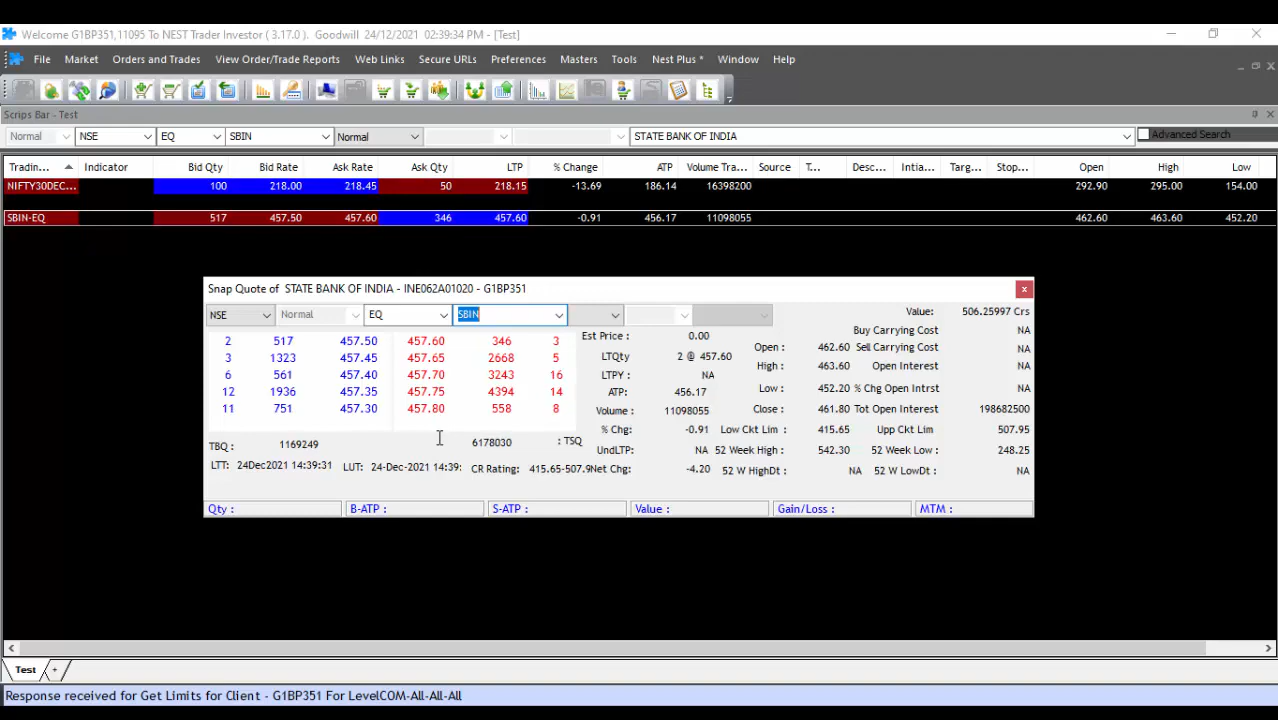 Welcome G1BP351,11095 To NEST Trader Investor ( 3.17.0 ). Goodwill 24/12/2021 02:39:34 PM - [Test]
File Market Orders and Trades View Order/Trade Reports Web Links Secure URLs Preferences Masters Tools Nest Plus * Window Help
Scrips Bar - Test
Normal NSE EQ SBIN Normal STATE BANK OF INDIA Advanced Search
Tradin... Indicator Bid Qty Bid Rate Ask Rate Ask Qty LTP % Change ATP Volume Tra... Source T... Desc... Intia... Targ... Stop... Open High Low
NIFTY30DEC... 100 218.00 218.45 50 218.15 -13.69 186.14 16398200 292.90 295.00 154.00
SBIN-EQ 517 457.50 457.60 346 457.60 -0.91 456.17 11098055 462.60 463.60 452.20
Snap Quote of STATE BANK OF INDIA - INE062A01020 - G1BP351 x
NSE Normal EQ SBIN Value: 506.25997 Crs
2 517 457.50 457.60 346 3 Est Price : 0.00 Buy Carrying Cost NA
3 1323 457.45 457.65 2668 5 LTQty 2 @ 457.60 Open : 462.60 Sell Carrying Cost NA
6 561 457.40 457.70 3243 16 LTPY : NA High : 463.60 Open Interest NA
12 1936 457.35 457.75 4394 14 ATP: 456.17 Low : 452.20 % Chg Open Intrst NA
11 751 457.30 457.80 558 8 Volume : 11098055 Close : 461.80 Tot Open Interest 198682500
% Chg: -0.91 Low Ckt Lim : 415.65 Upp Ckt Lim 507.95
TBQ : 1169249 6178030 : TSQ UndLTP: NA 52 Week High : 542.30 52 Week Low : 248.25
LTT: 24Dec2021 14:39:31 LUT: 24-Dec-2021 14:39: CR Rating: 415.65-507.9 Net Chg: -4.20 52 W HighDt : NA 52 W LowDt : NA
Qty : B-ATP : S-ATP : Value : Gain/Loss : MTM :
Test +
Response received for Get Limits for Client - G1BP351 For LevelCOM-All-All-All